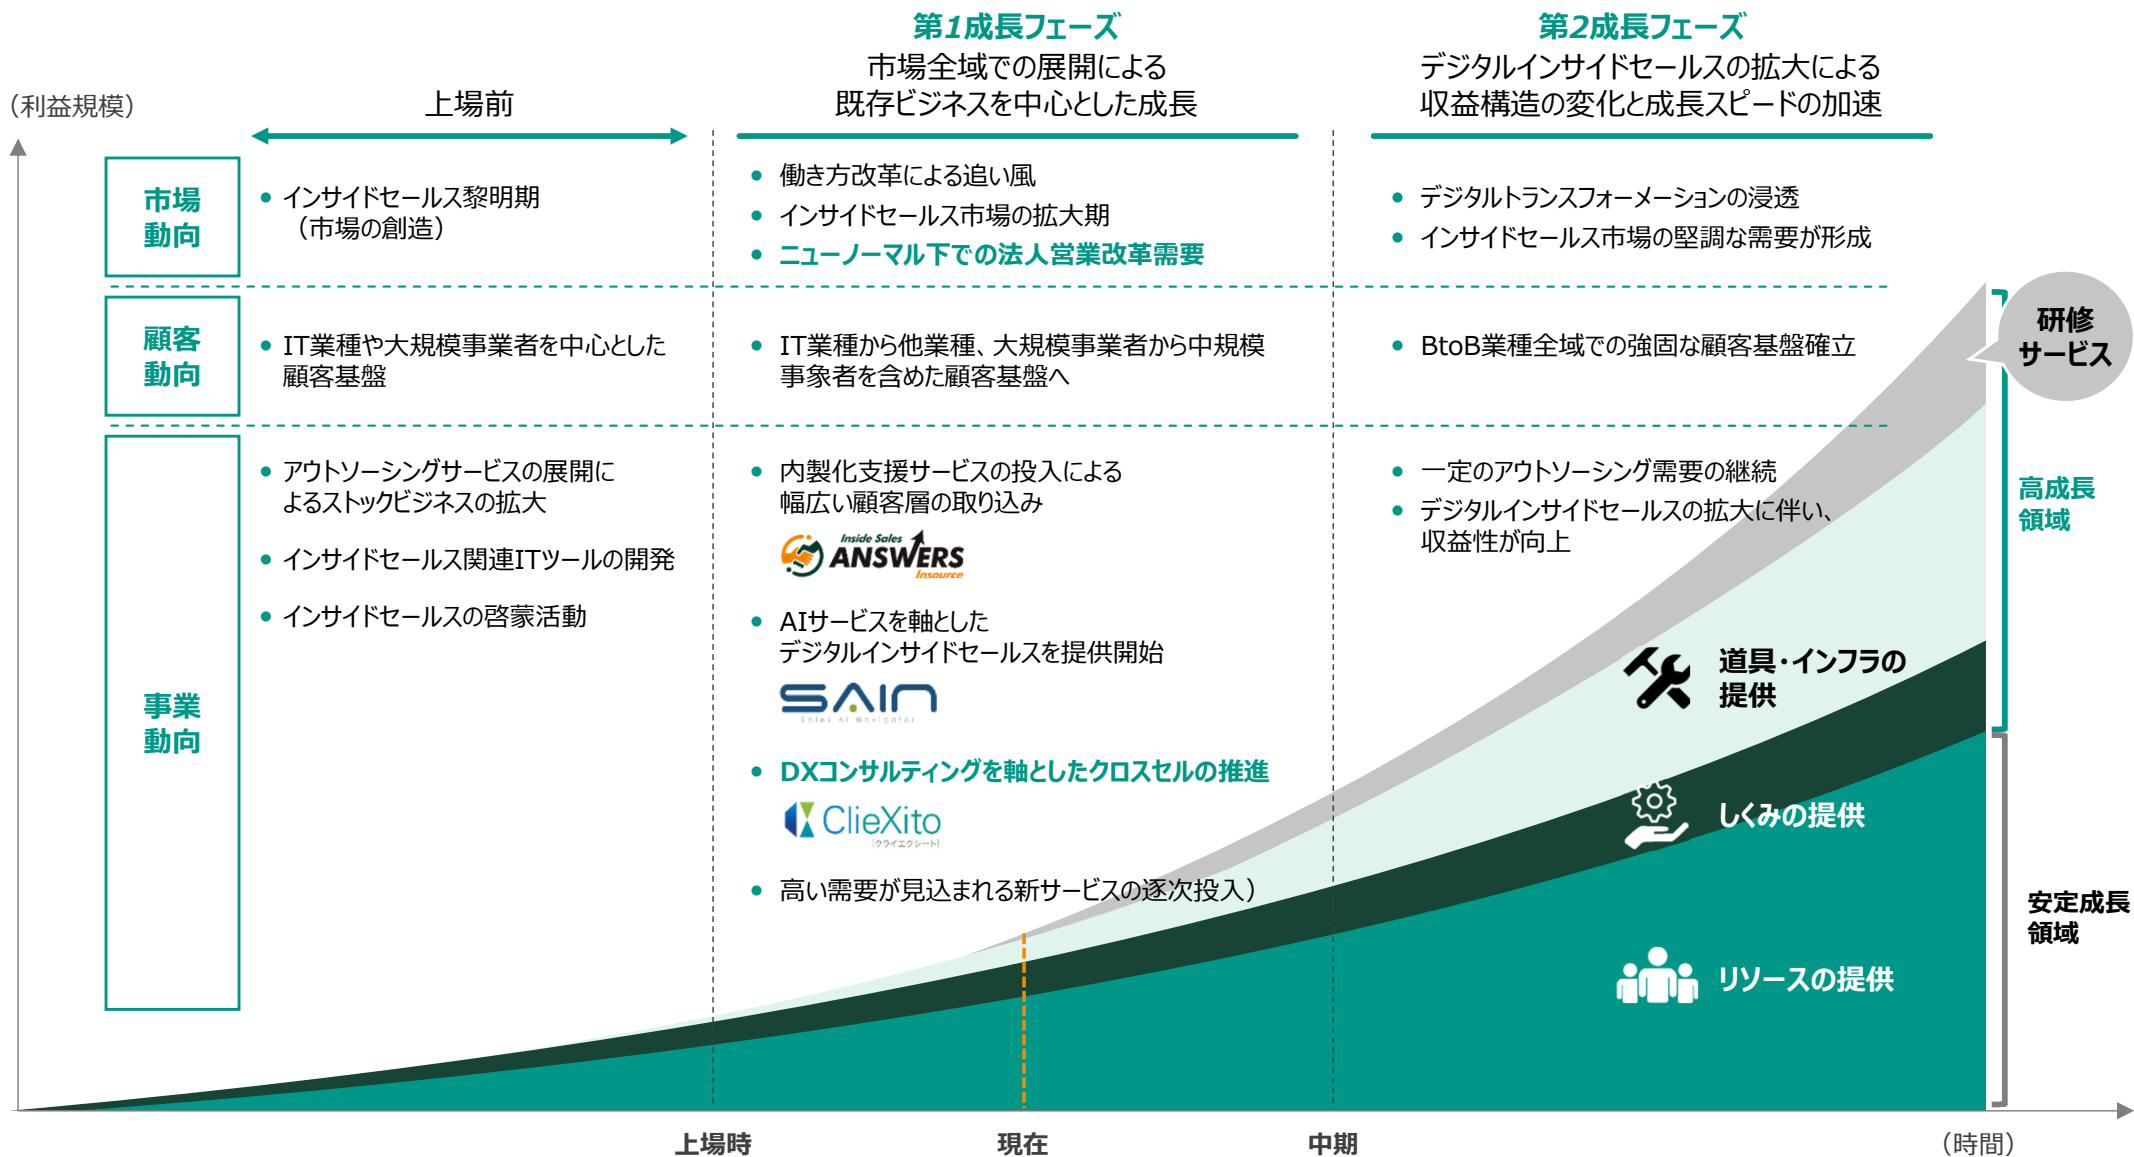 第1成長フェーズ
市場全域での展開による
既存ビジネスを中心とした成長
第2成長フェーズ
デジタルインサイドセールスの拡大による
収益構造の変化と成長スピードの加速
（利益規模）
上場前
市場
動向
• インサイドセールス黎明期
（市場の創造）
• 働き方改革による追い風
• インサイドセールス市場の拡大期
• ニューノーマル下での法人営業改革需要
• デジタルトランスフォーメーションの浸透
• インサイドセールス市場の堅調な需要が形成
顧客
動向
• IT業種や大規模事業者を中心とした
顧客基盤
• IT業種から他業種、大規模事業者から中規模
事象者を含めた顧客基盤へ
• BtoB業種全域での強固な顧客基盤確立
研修
サービス
事業
動向
• アウトソーシングサービスの展開に
よるストックビジネスの拡大
• インサイドセールス関連ITツールの開発
• インサイドセールスの啓蒙活動
• 内製化支援サービスの投入による
幅広い顧客層の取り込み
Inside Sales
ANSWERS
Insource
• AIサービスを軸とした
デジタルインサイドセールスを提供開始
SAIN
Sales AI Navigator
• DXコンサルティングを軸としたクロスセルの推進
ClieXito
[クライエクシート]
• 高い需要が見込まれる新サービスの逐次投入）
• 一定のアウトソーシング需要の継続
• デジタルインサイドセールスの拡大に伴い、
収益性が向上
高成長
領域
道具・インフラの
提供
しくみの提供
リソースの提供
安定成長
領域
上場時
現在
中期
（時間）